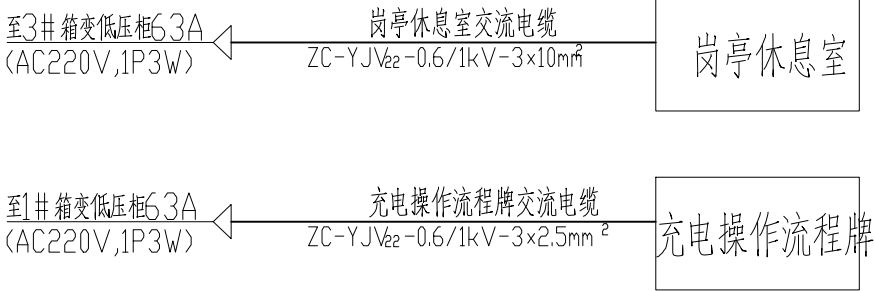 至3#箱变低压柜63A
(AC220V,1P3W)
岗亭休息室交流电缆
ZC-YJV22-0.6/1kV-3×10mm²
岗亭休息室
至1#箱变低压柜63A
(AC220V,1P3W)
充电操作流程牌交流电缆
ZC-YJV22-0.6/1kV-3×2.5mm²
充电操作流程牌